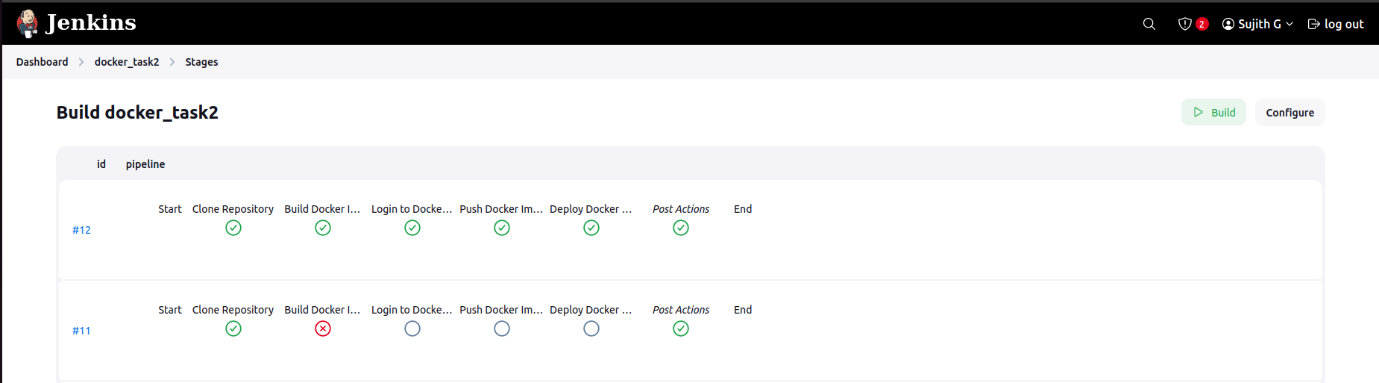 Jenkins 2 Sujith G log out
Dashboard docker_task2 Stages
Build docker_task2 Build Configure
id pipeline
Start Clone Repository Build Docker I... Login to Docke... Push Docker Im... Deploy Docker ... Post Actions End
#12
Start Clone Repository Build Docker I... Login to Docke... Push Docker Im... Deploy Docker ... Post Actions End
#11